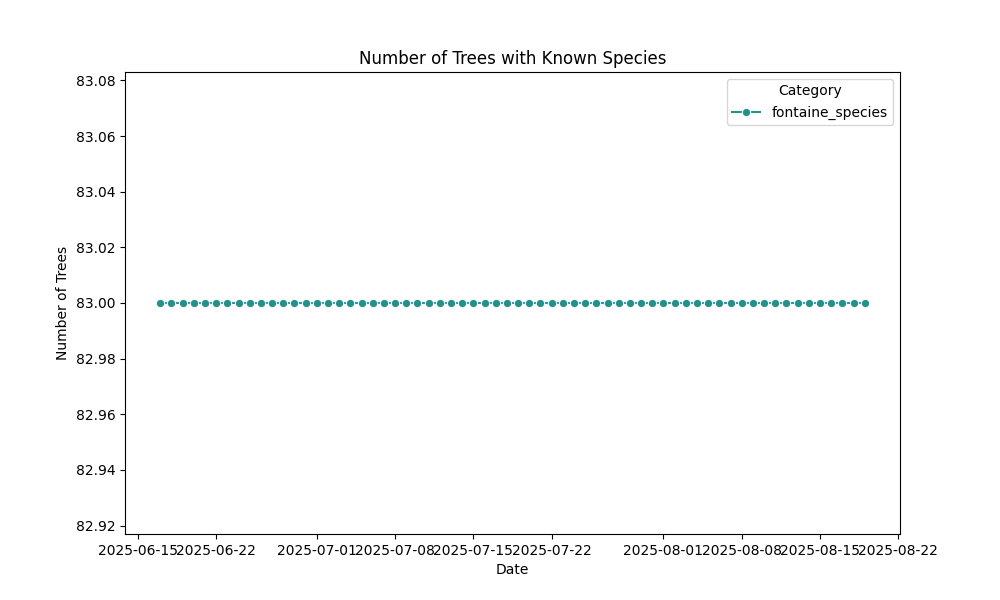 Number of Trees with Known Species
Category
fontaine_species
Number of Trees
83.08
83.06
83.04
83.02
83.00
82.98
82.96
82.94
82.92
2025-06-15 2025-06-22 2025-07-01 2025-07-08 2025-07-15 2025-07-22 2025-08-01 2025-08-08 2025-08-15 2025-08-22
Date